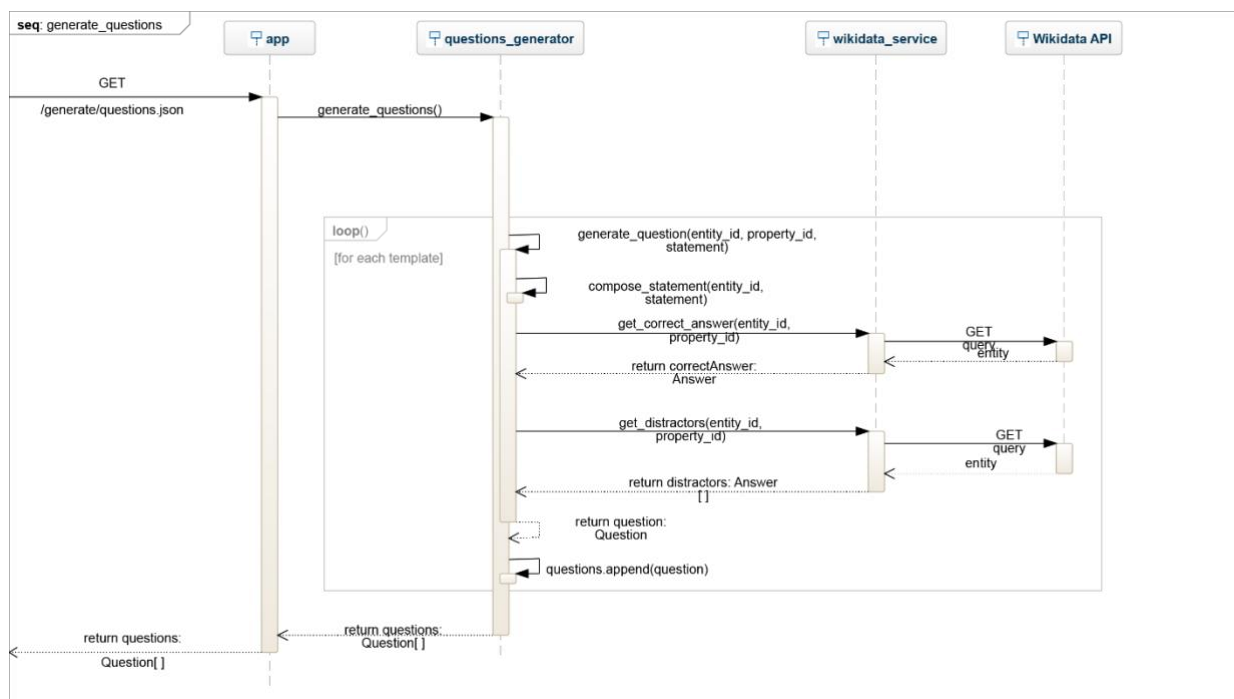 seq: generate_questions
app
questions_generator
wikidata_service
Wikidata API
GET
/generate/questions.json
generate_questions()
loop()
[for each template]
generate_question(entity_id, property_id,
statement)
compose_statement(entity_id,
statement)
get_correct_answer(entity_id,
property_id)
GET
query
entity
return correctAnswer:
Answer
get_distractors(entity_id,
property_id)
GET
query
entity
return distractors: Answer
[ ]
return question:
Question
questions.append(question)
return questions:
Question[ ]
return questions:
Question[ ]